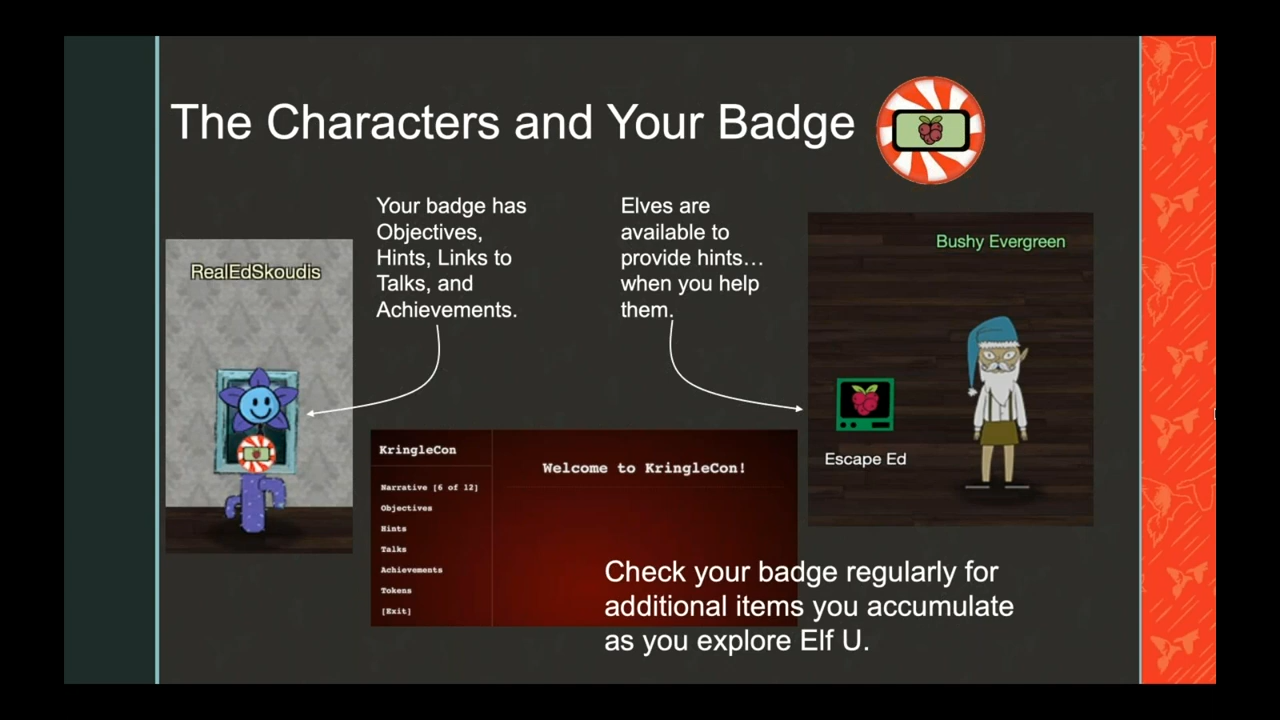 The Characters and Your Badge
Your badge has
Objectives,
Hints, Links to
Talks, and
Achievements.
Elves are
available to
provide hints…
when you help
them.
RealEdSkoudis
Bushy Evergreen
Escape Ed
KringleCon
Narrative [6 of 12]
Objectives
Hints
Talks
Achievements
Tokens
[Exit]
Welcome to KringleCon!
Check your badge regularly for
additional items you accumulate
as you explore Elf U.